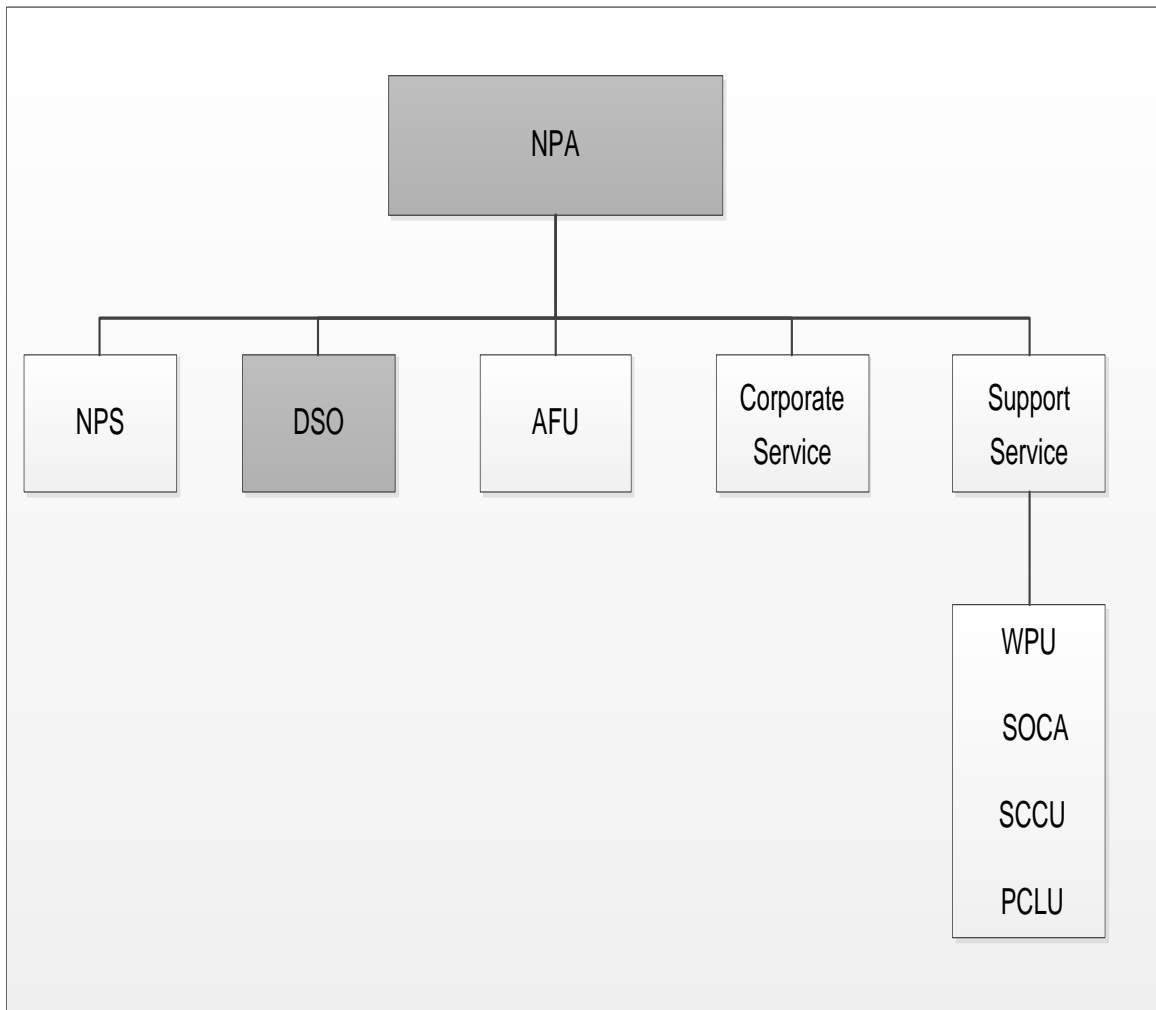 NPA
NPS
DSO
AFU
Corporate
Service
Support
Service
WPU
SOCA
SCCU
PCLU